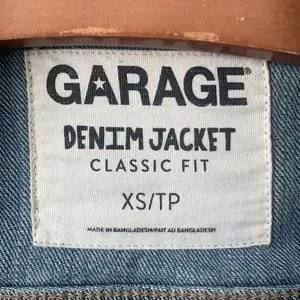 GARAGE®
DENIM JACKET
CLASSIC FIT
XS/TP
MADE IN BANGLADESH/FAIT AU BANGLADESH